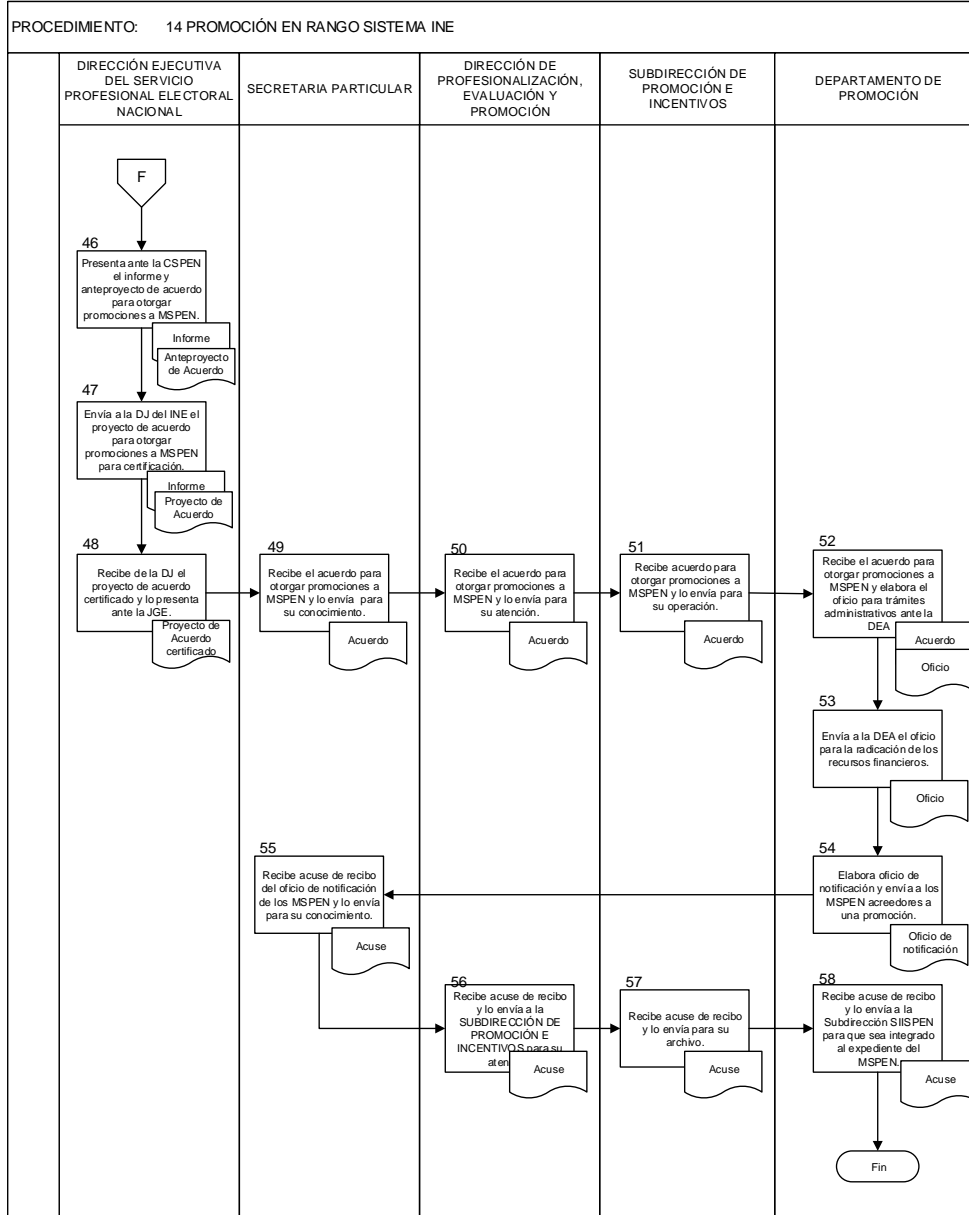 PROCEDIMIENTO: 14 PROMOCIÓN EN RANGO SISTEMA INE
DIRECCIÓN EJECUTIVA
DEL SERVICIO
PROFESIONAL ELECTORAL
NACIONAL
SECRETARIA PARTICULAR
DIRECCIÓN DE
PROFESIONALIZACIÓN,
EVALUACIÓN Y
PROMOCIÓN
SUBDIRECCIÓN DE
PROMOCIÓN E
INCENTIVOS
DEPARTAMENTO DE
PROMOCIÓN
F
46
Presenta ante la CSPEN
el informe y
anteproyecto de acuerdo
para otorgar
promociones a MSPEN.
Informe
Anteproyecto
de Acuerdo
47
Envía a la DJ del INE el
proyecto de acuerdo
para otorgar
promociones a MSPEN
para certificación.
Informe
Proyecto de
Acuerdo
48
Recibe de la DJ el
proyecto de acuerdo
certificado y lo presenta
ante la JGE.
Proyecto de
Acuerdo
certificado
49
Recibe el acuerdo para
otorgar promociones a
MSPEN y lo envía para
su conocimiento.
Acuerdo
50
Recibe el acuerdo para
otorgar promociones a
MSPEN y lo envía para
su atención.
Acuerdo
51
Recibe acuerdo para
otorgar promociones a
MSPEN y lo envía para
su operación.
Acuerdo
52
Recibe el acuerdo para
otorgar promociones a
MSPEN y elabora el
oficio para trámites
administrativos ante la
DEA
Acuerdo
Oficio
53
Envía a la DEA el oficio
para la radicación de los
recursos financieros.
Oficio
54
Elabora oficio de
notificación y envía a los
MSPEN acreedores a
una promoción.
Oficio de
notificación
55
Recibe acuse de recibo
del oficio de notificación
de los MSPEN y lo envía
para su conocimiento.
Acuse
56
Recibe acuse de recibo
y lo envía a la
SUBDIRECCIÓN DE
PROMOCIÓN E
INCENTIVOS para su
Acuse
57
Recibe acuse de recibo
y lo envía para su
archivo.
Acuse
58
Recibe acuse de recibo
y lo envía a la
Subdirección SIISPEN
para que sea integrado
al expediente del
MSPEN.
Acuse
Fin